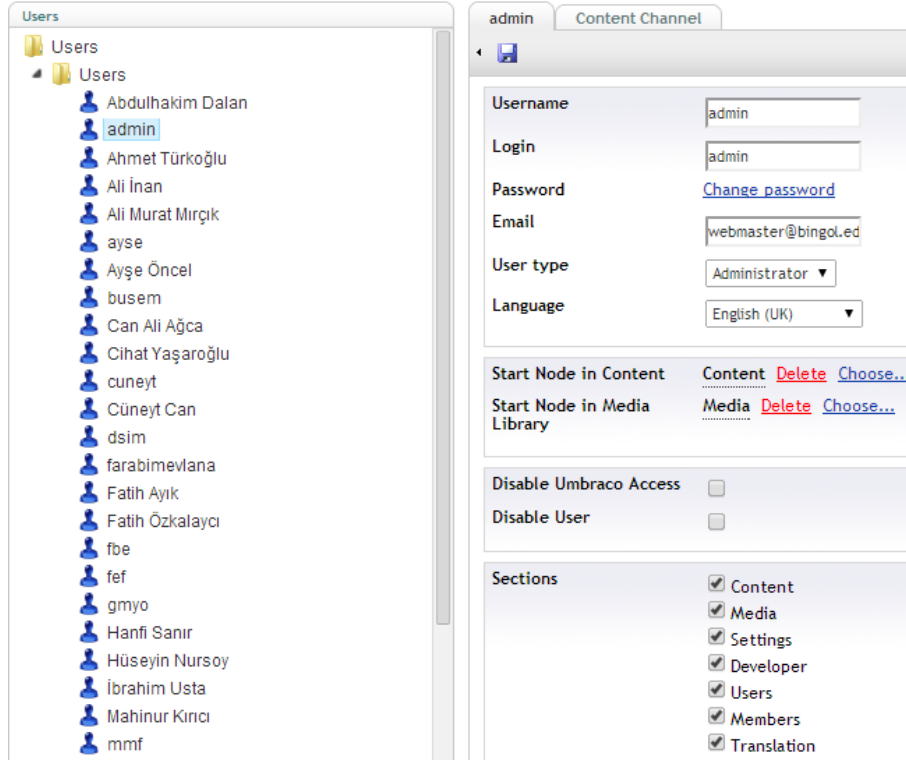 Users
Users
Users
Abdulhakim Dalan
admin
Ahmet Türkoğlu
Ali İnan
Ali Murat Mırçık
ayse
Ayşe Öncel
busem
Can Ali Ağca
Cihat Yaşaroğlu
cuneyt
Cüneyt Can
dsim
farabimevlana
Fatih Ayık
Fatih Özkalaycı
fbe
fef
gmyo
Hanfi Sanır
Hüseyin Nursoy
İbrahim Usta
Mahinur Kırıcı
mmf
admin Content Channel
Username admin
Login admin
Password Change password
Email webmaster@bingol.ed
User type Administrator
Language English (UK)
Start Node in Content Content Delete Choose...
Start Node in Media Media Delete Choose...
Library
Disable Umbraco Access
Disable User
Sections
Content
Media
Settings
Developer
Users
Members
Translation